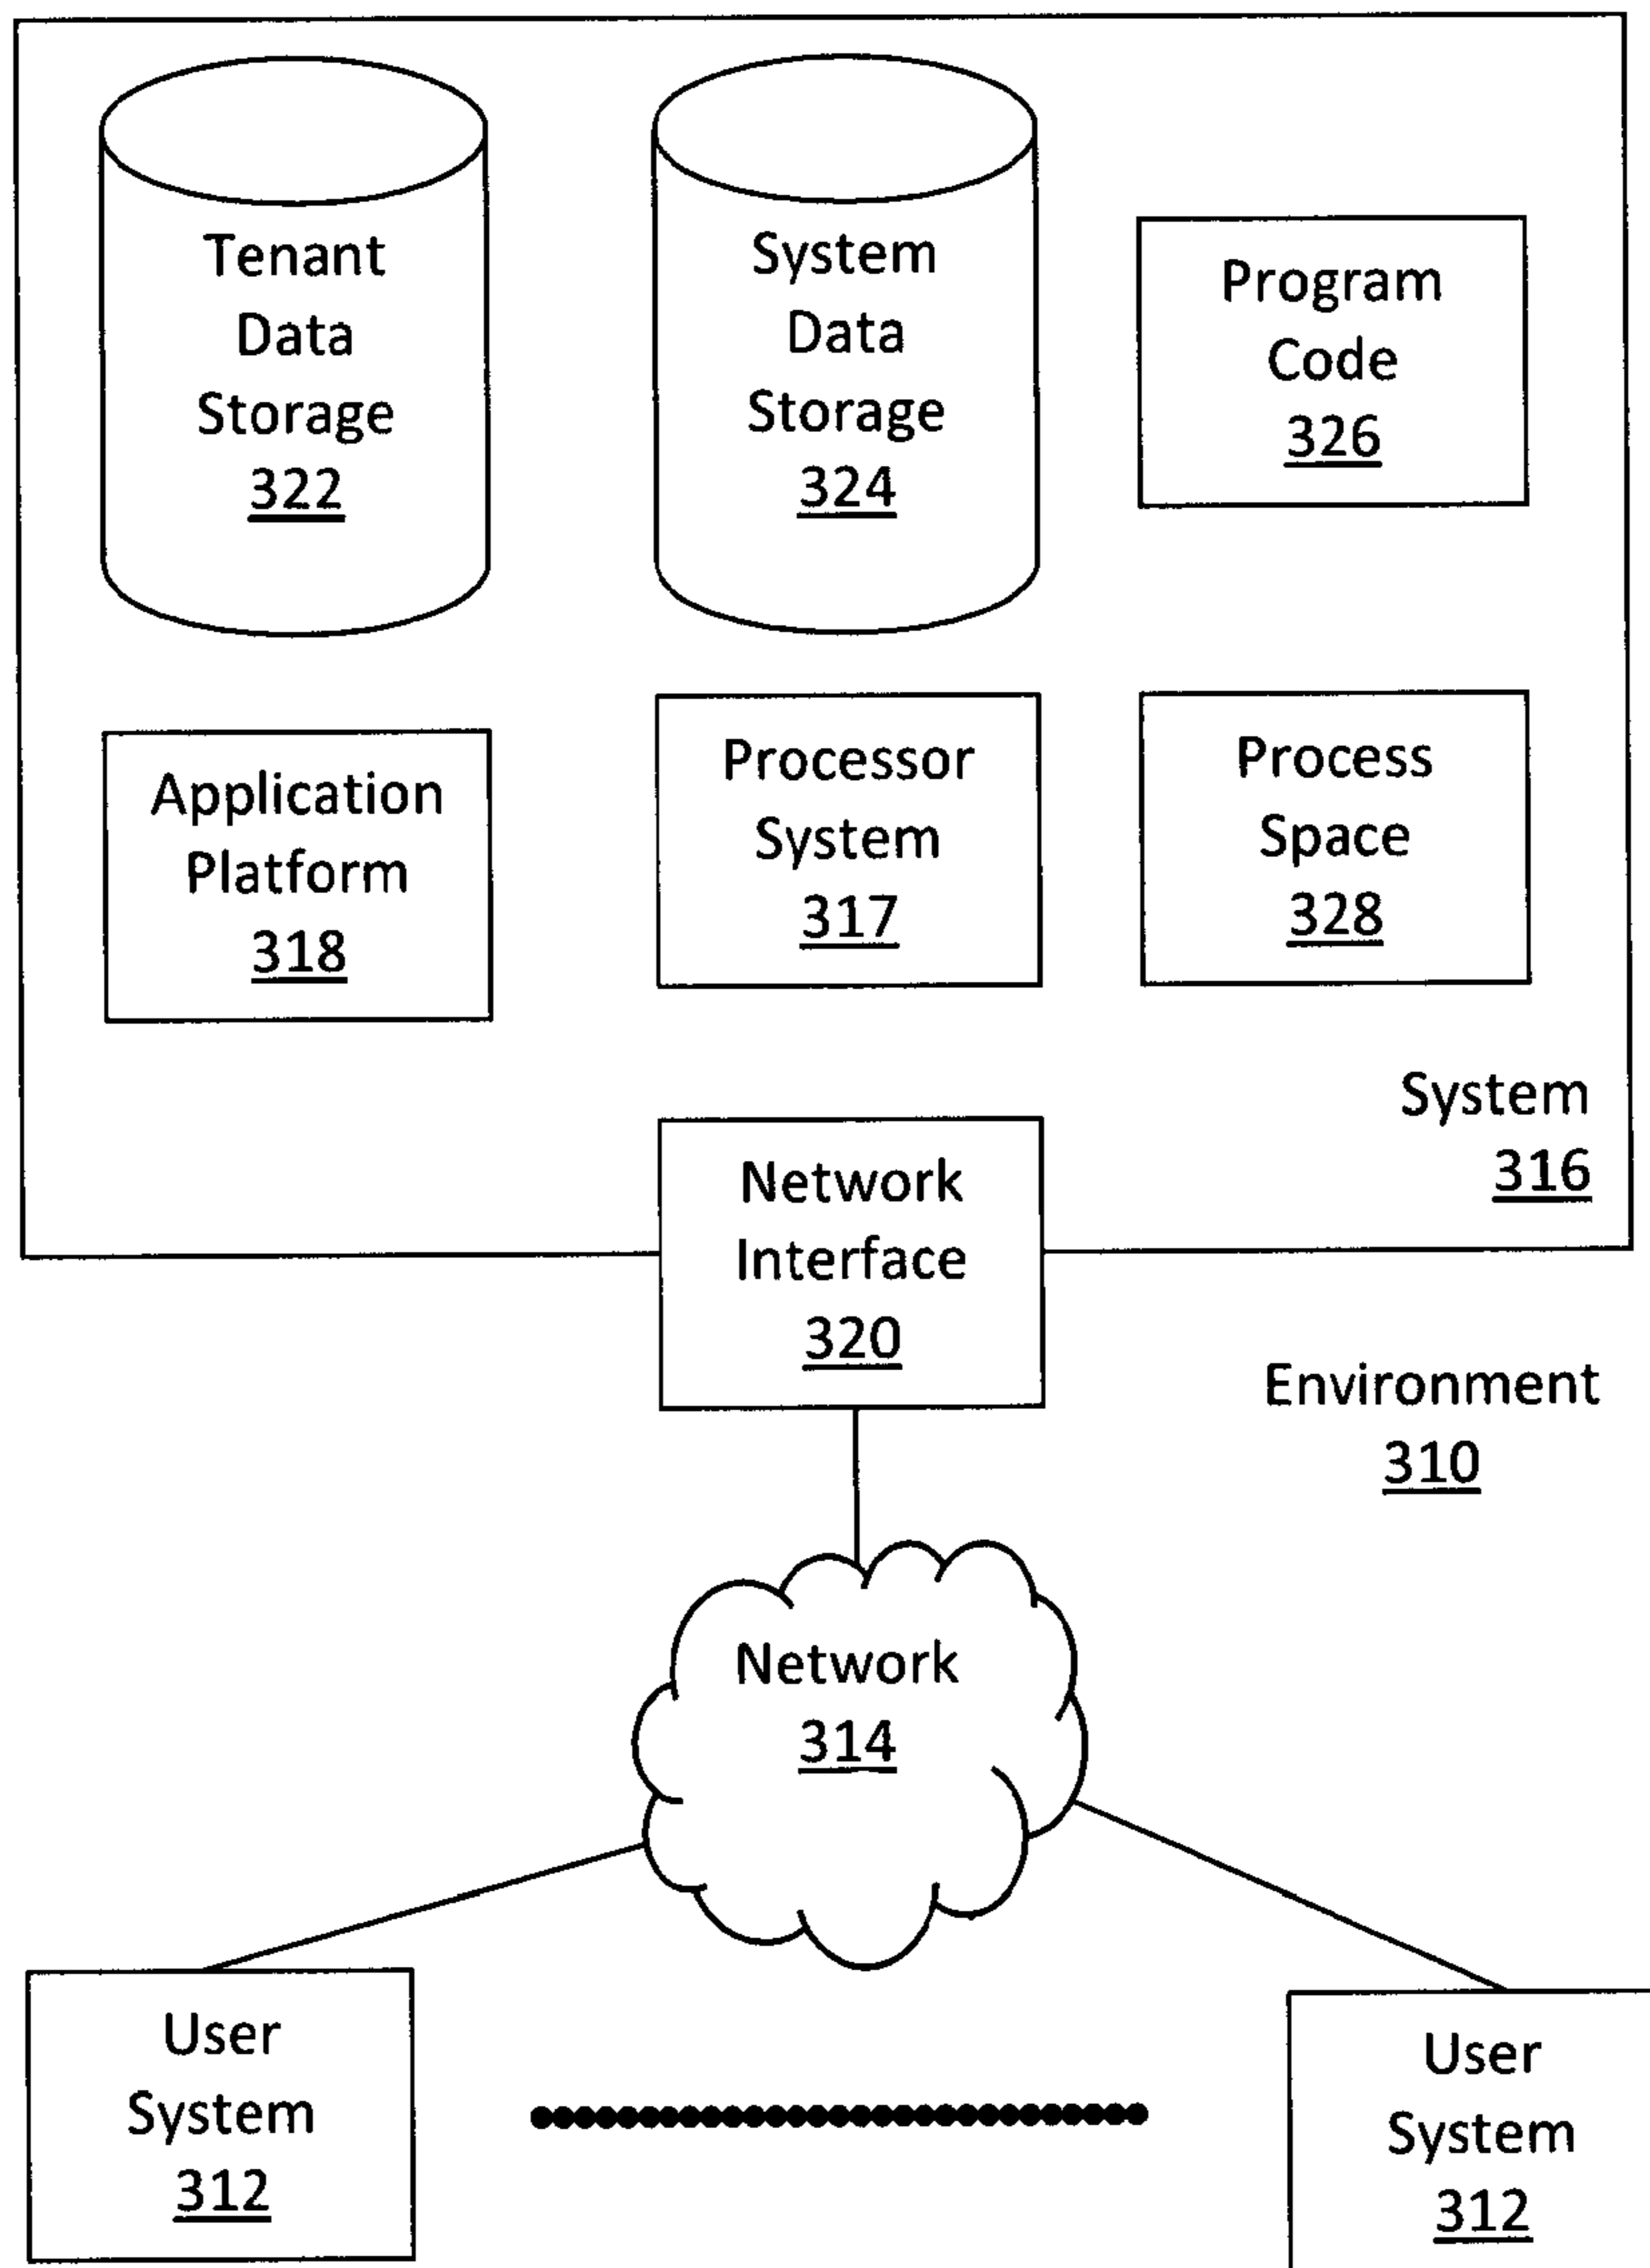 Tenant
Data
Storage
322
System
Data
Storage
324
Program
Code
326
Application
Platform
318
Processor
System
317
Process
Space
328
System
316
Network
Interface
320
Environment
310
Network
314
User
System
312
User
System
312